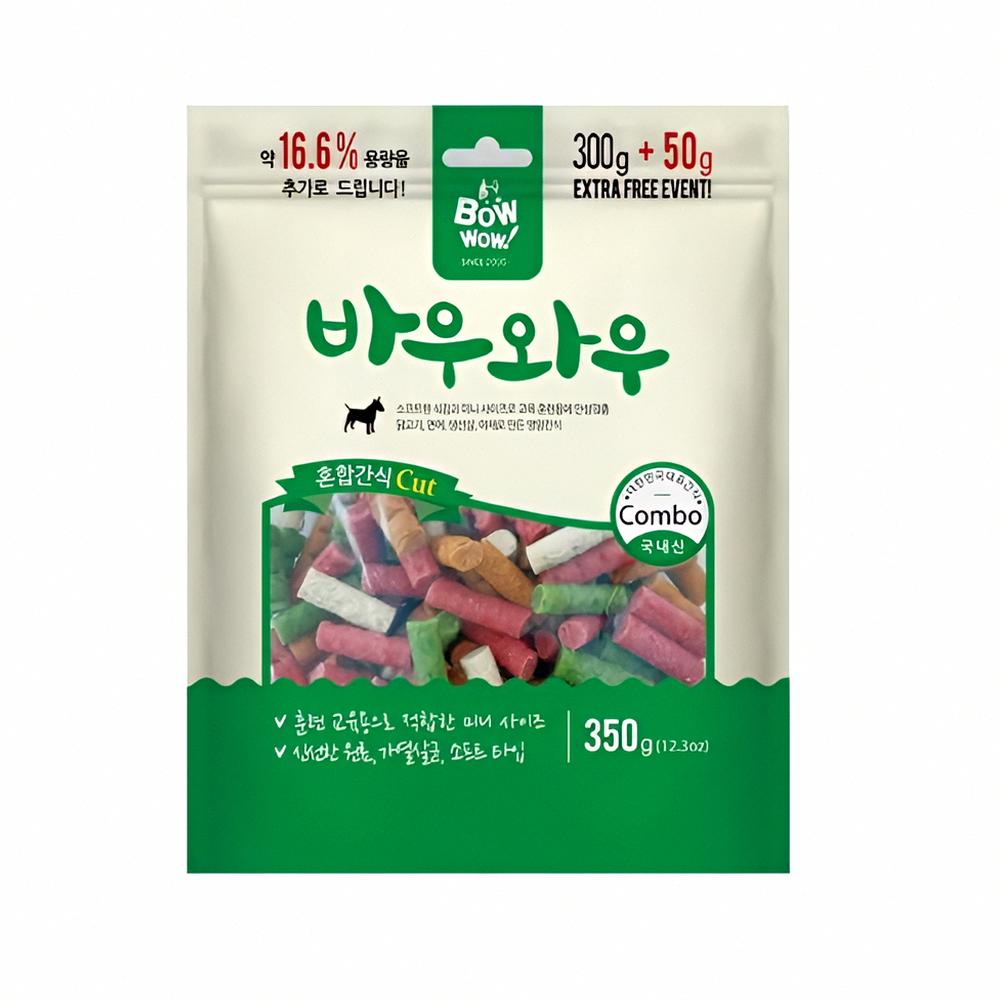 약 16.6% 용량을
추가로 드립니다!
300g + 50g
EXTRA FREE EVENT!
BOW
WOW!
바우와우
혼합간식 Cut
Combo
국내산
✓ 훈련 교육용으로 적합한 미니 사이즈
✓ 신선한 원료, 가열살균, 소프트 타입
350g (12.3oz)